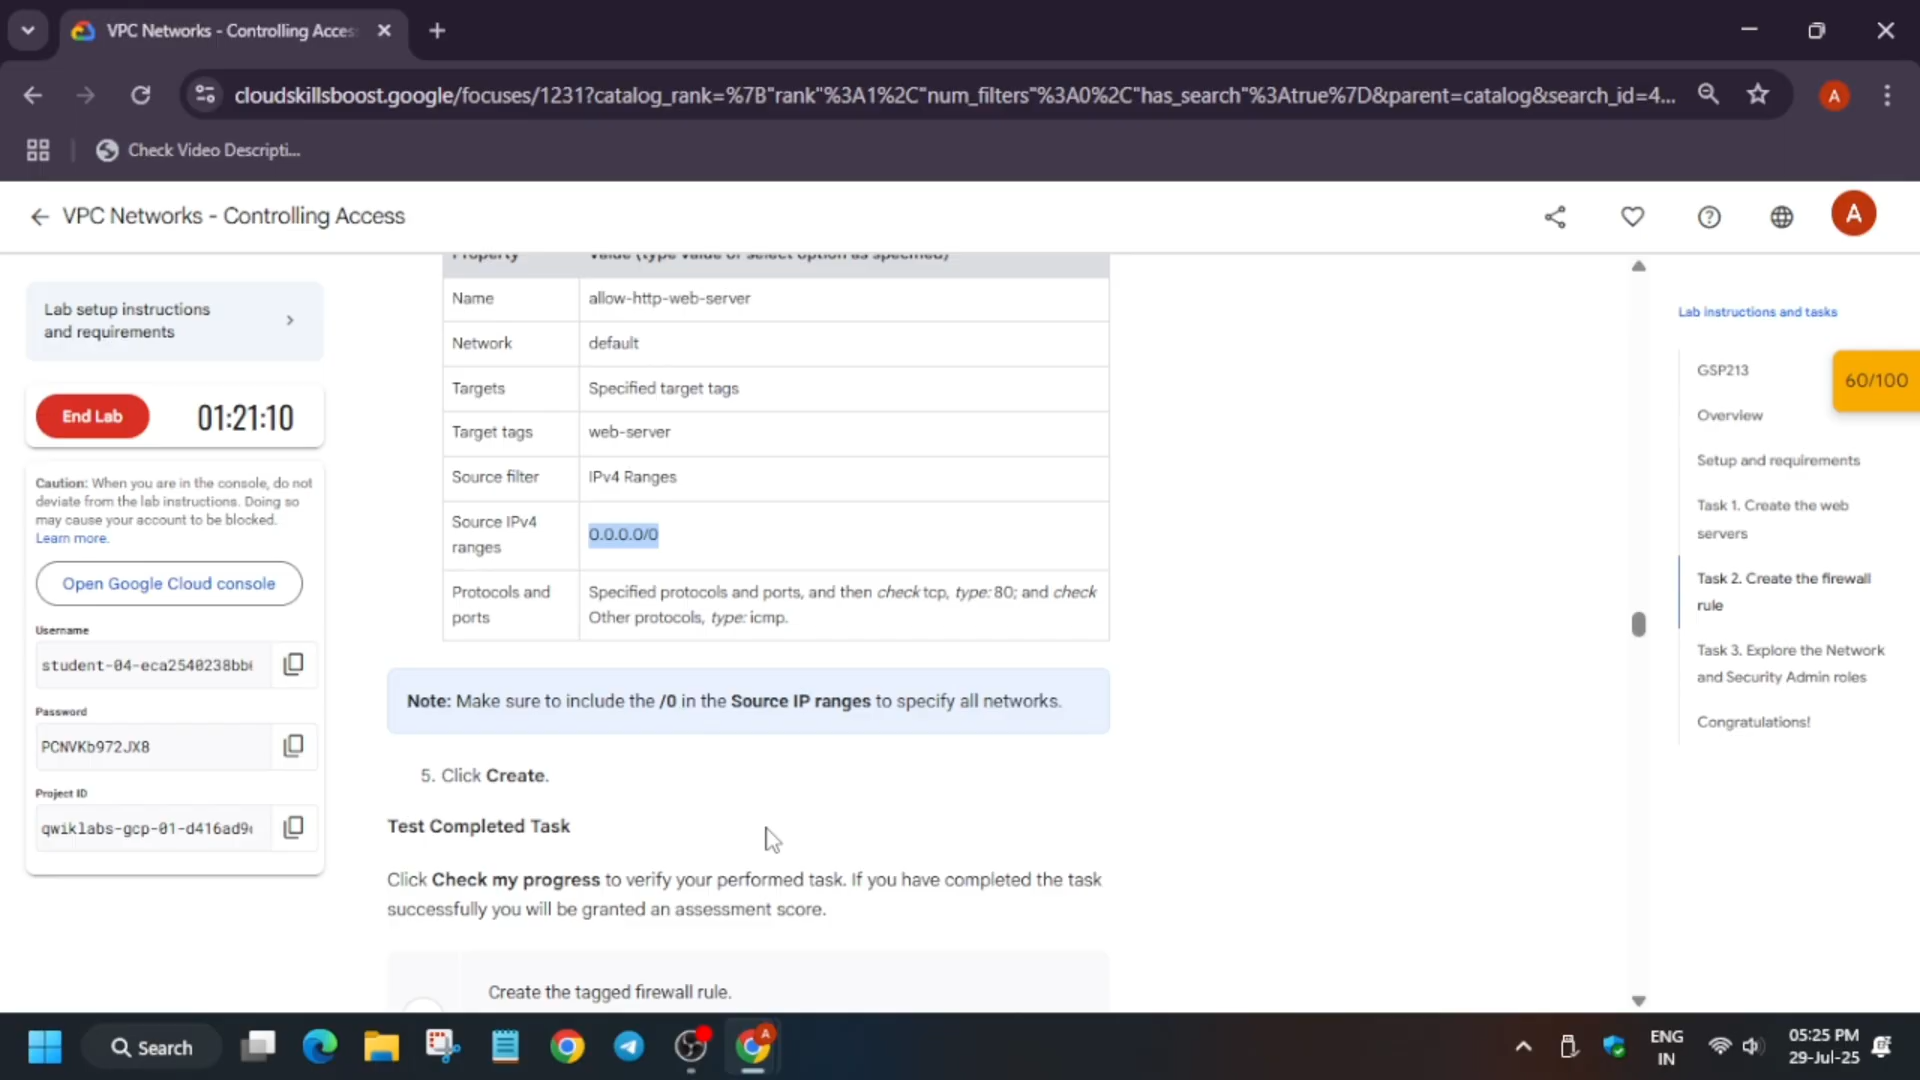 VPC Networks - Controlling Acces
cloudskillsboost.google/focuses/1231?catalog_rank=%7B"rank"%3A1%2C"num_filters"%3A0%2C"has_search"%3Atrue%7D&parent=catalog&search_id=4...
A
Check Video Descripti...
VPC Networks - Controlling Access
A
Lab setup instructions
and requirements
End Lab
01:21:10
Caution: When you are in the console, do not
deviate from the lab instructions. Doing so
may cause your account to be blocked.
Learn more.
Open Google Cloud console
Username
student-04-eca2540238bb
Password
PCNVKb972JX8
Project ID
qwiklabs-gcp-01-d416ad9
Property Value (type value or select option as specified)
Name allow-http-web-server
Network default
Targets Specified target tags
Target tags web-server
Source filter IPv4 Ranges
Source IPv4
ranges
0.0.0.0/0
Protocols and
ports
Specified protocols and ports, and then check tcp, type: 80; and check
Other protocols, type: icmp.
Note: Make sure to include the /0 in the Source IP ranges to specify all networks.
5. Click Create.
Test Completed Task
Click Check my progress to verify your performed task. If you have completed the task
successfully you will be granted an assessment score.
Create the tagged firewall rule.
Lab instructions and tasks
GSP213
60/100
Overview
Setup and requirements
Task 1. Create the web
servers
Task 2. Create the firewall
rule
Task 3. Explore the Network
and Security Admin roles
Congratulations!
Search
A
ENG
IN
05:25 PM
29-Jul-25